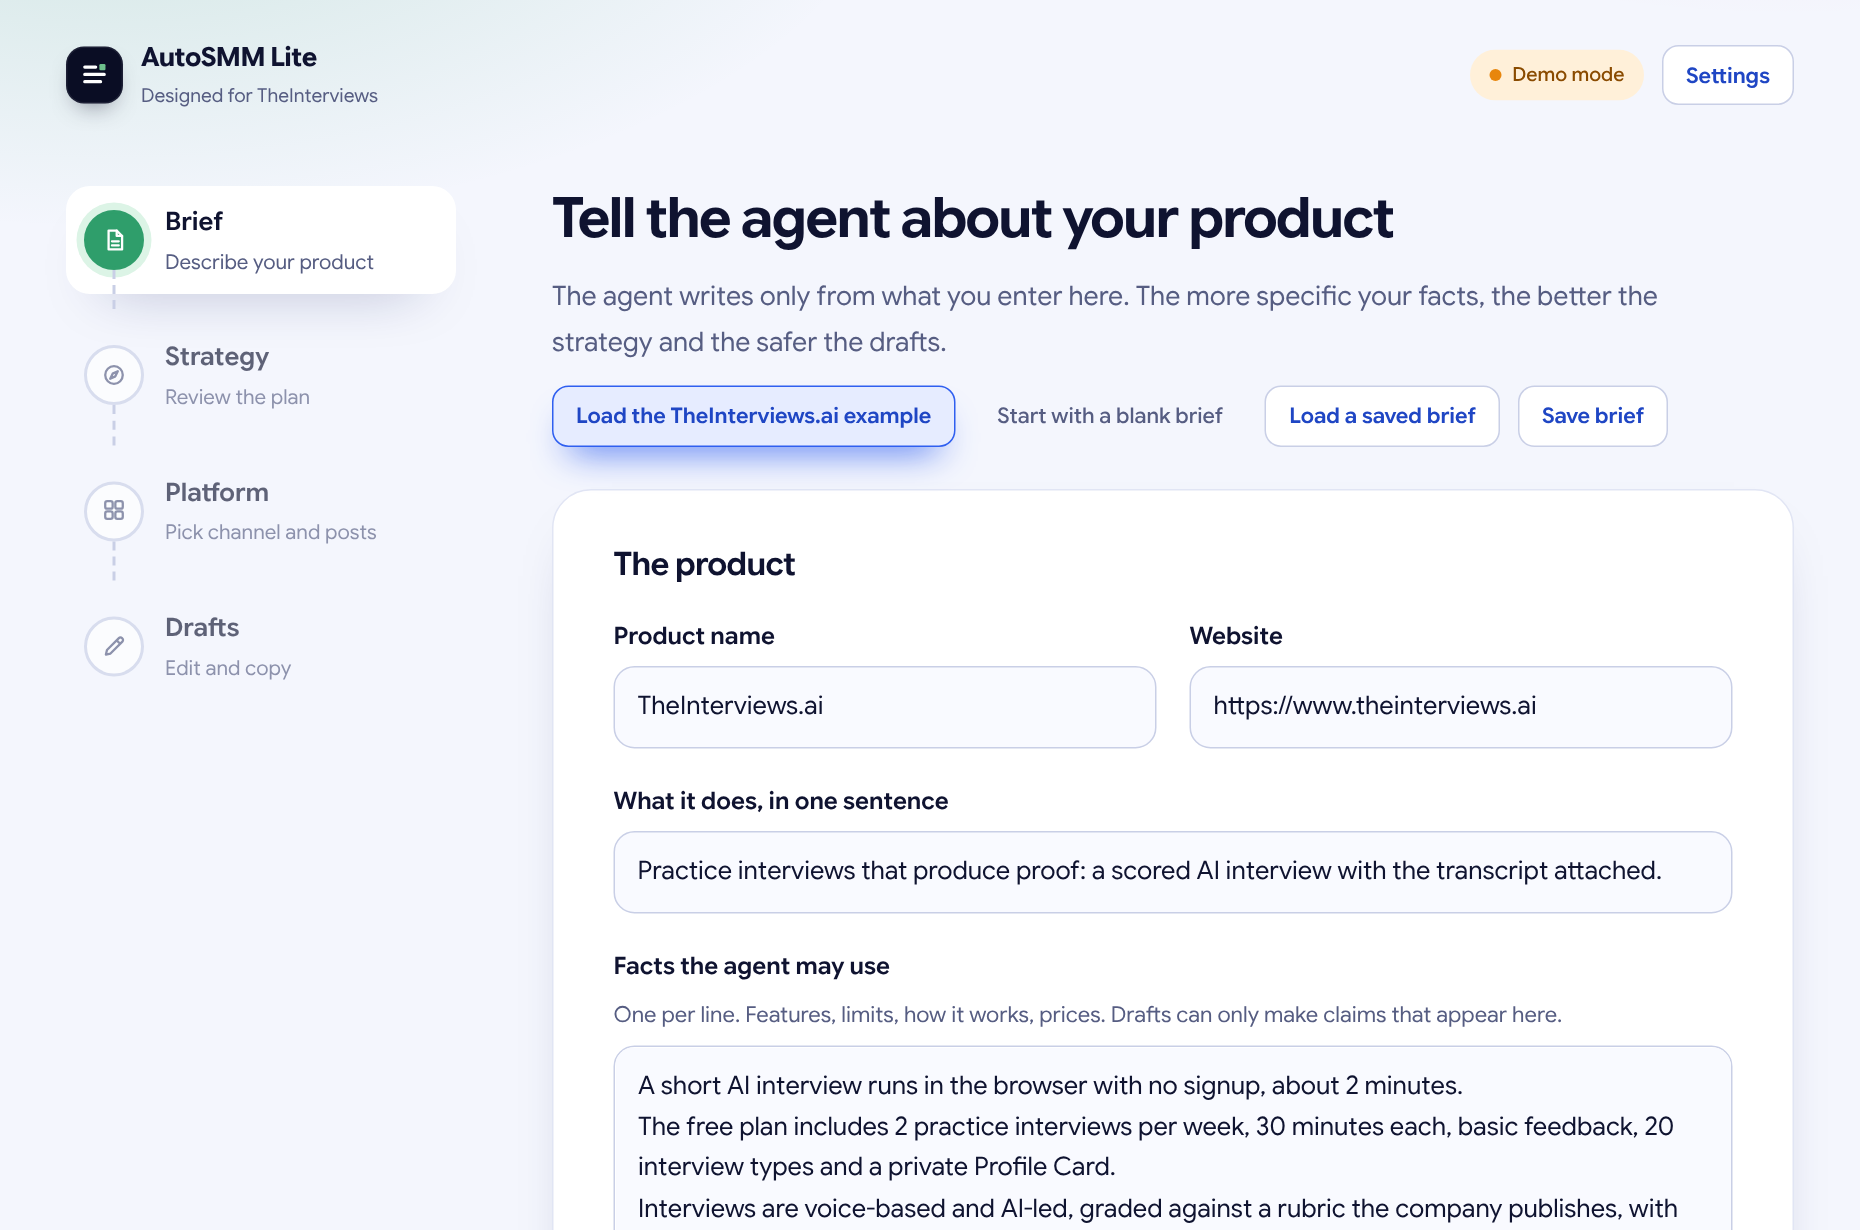 AutoSMM Lite
Designed for TheInterviews
Demo mode
Settings
Brief
Describe your product
Strategy
Review the plan
Platform
Pick channel and posts
Drafts
Edit and copy
Tell the agent about your product
The agent writes only from what you enter here. The more specific your facts, the better the
strategy and the safer the drafts.
Load the TheInterviews.ai example
Start with a blank brief
Load a saved brief
Save brief
The product
Product name
Website
TheInterviews.ai
https://www.theinterviews.ai
What it does, in one sentence
Practice interviews that produce proof: a scored AI interview with the transcript attached.
Facts the agent may use
One per line. Features, limits, how it works, prices. Drafts can only make claims that appear here.
A short AI interview runs in the browser with no signup, about 2 minutes.
The free plan includes 2 practice interviews per week, 30 minutes each, basic feedback, 20
interview types and a private Profile Card.
Interviews are voice-based and AI-led, graded against a rubric the company publishes, with